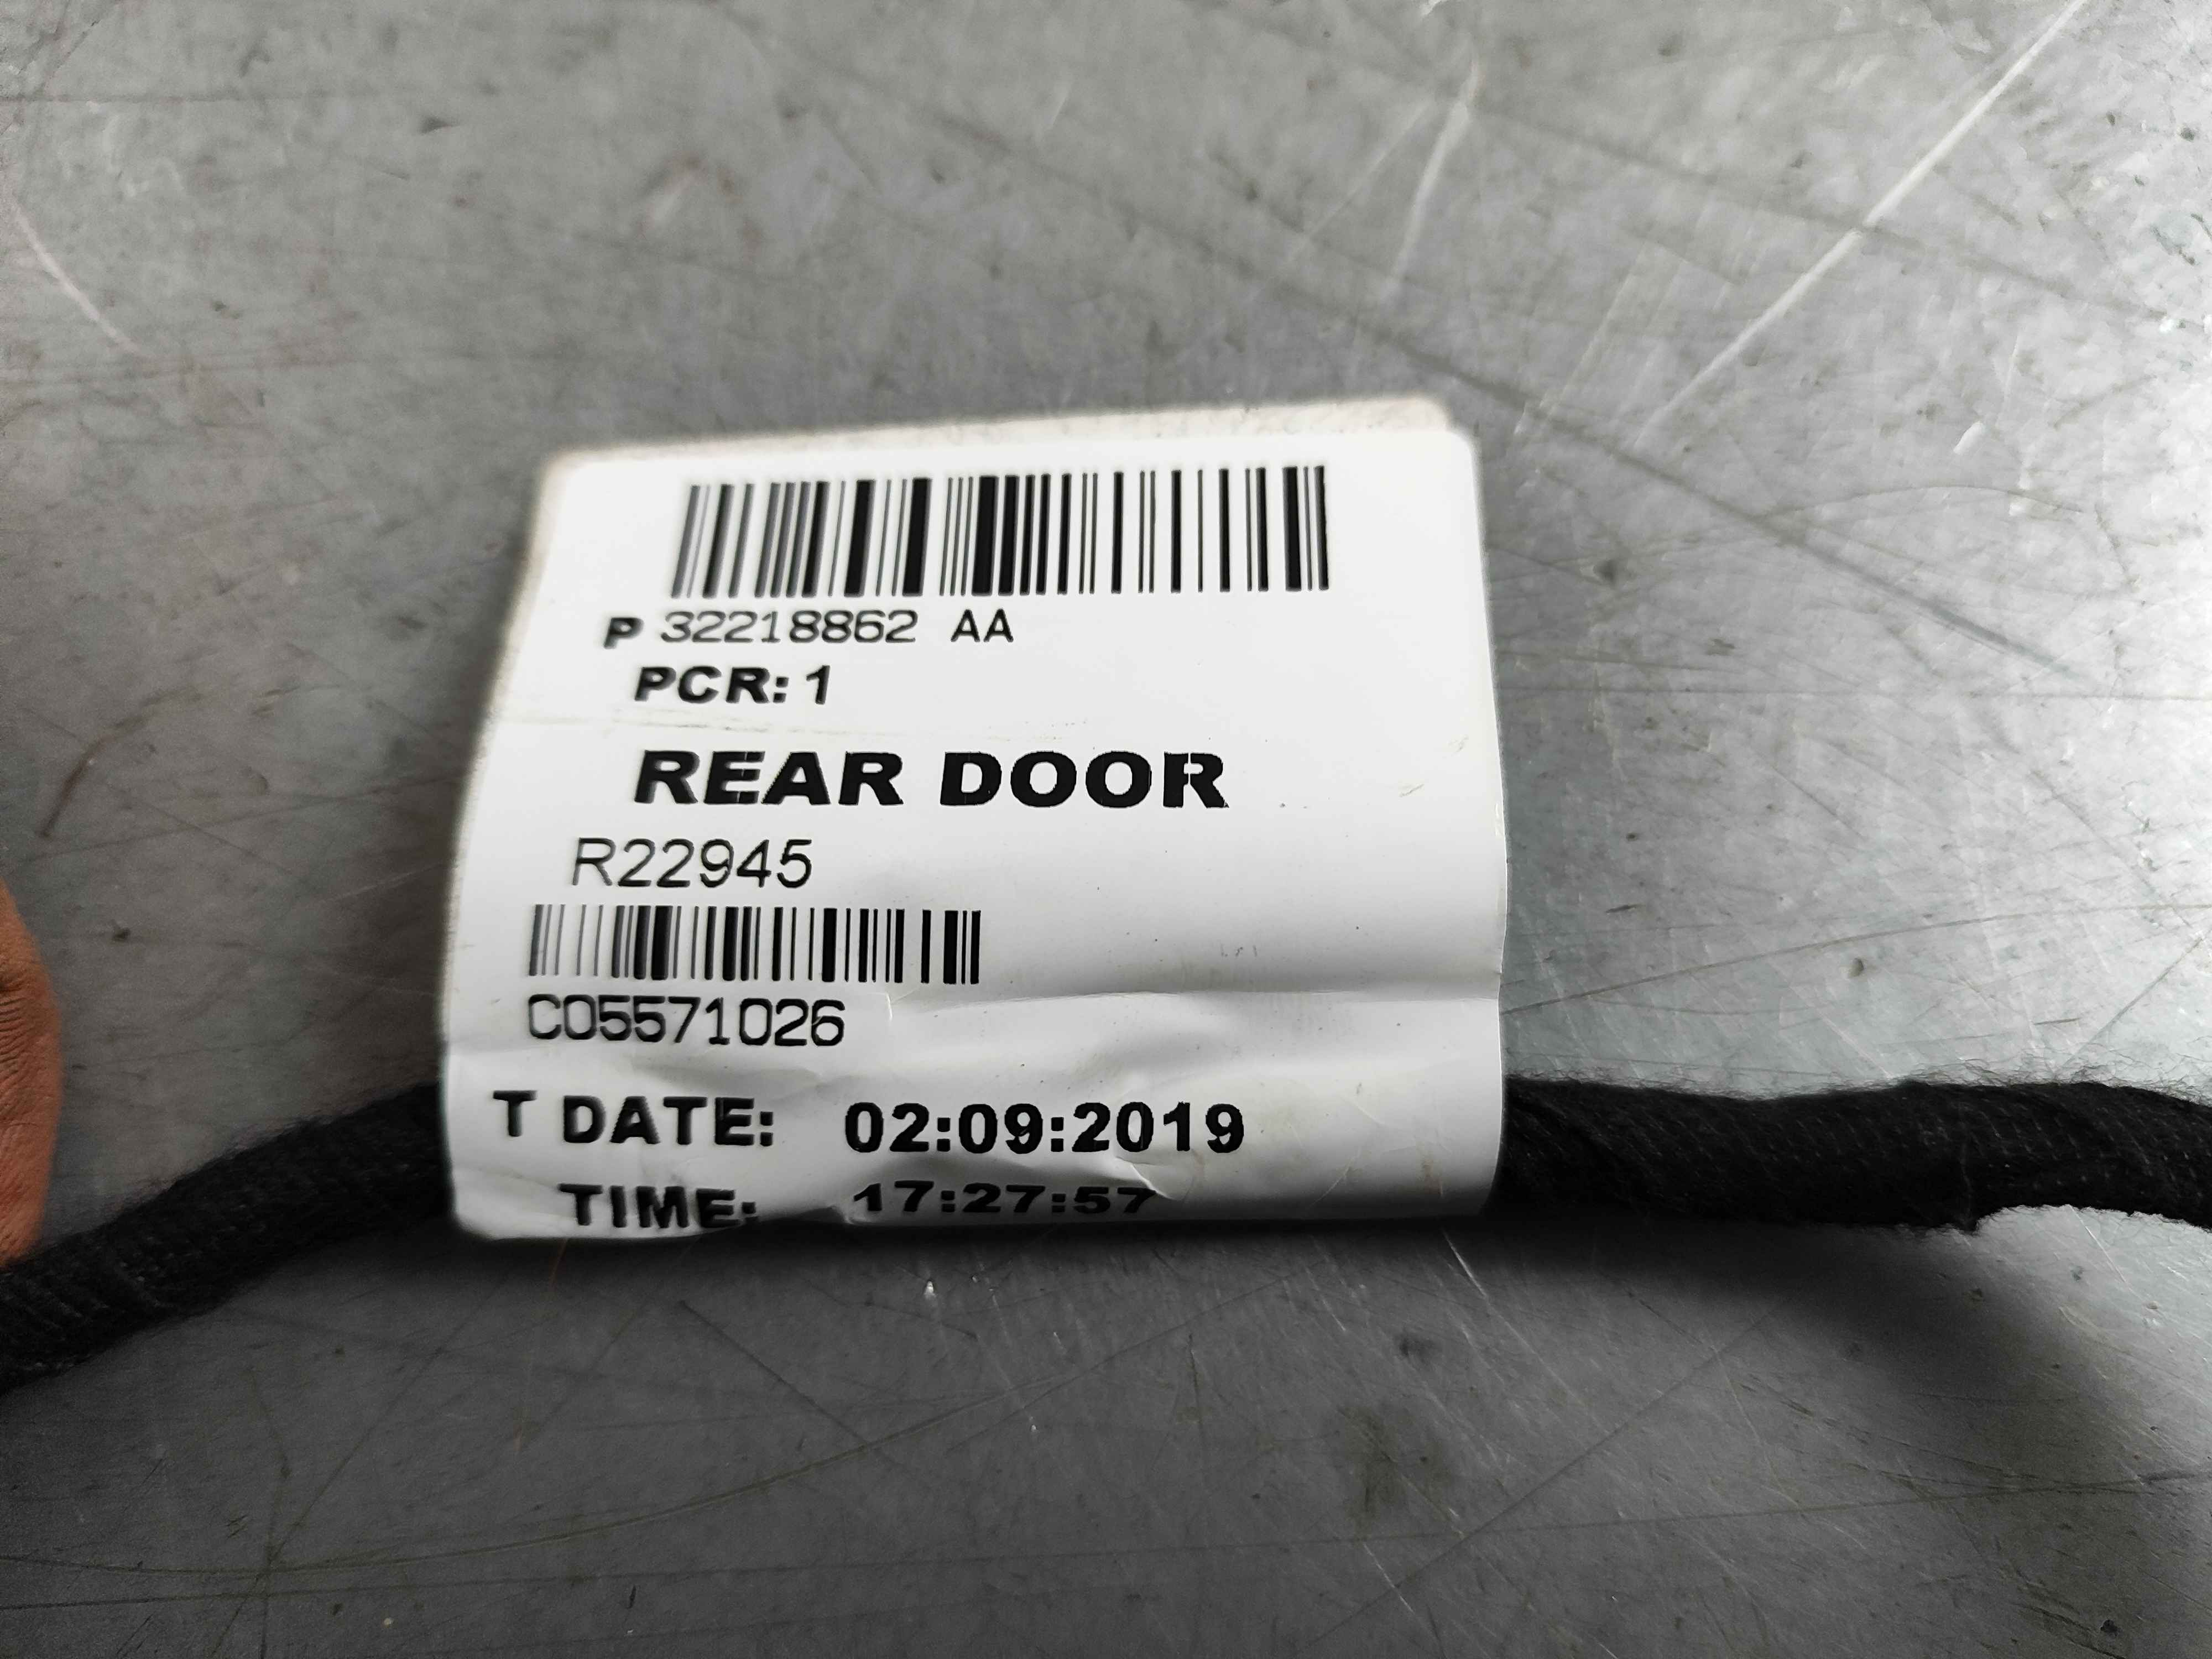 P 32218862 AA
PCR: 1
REAR DOOR
R22945
C05571026
T DATE: 02:09:2019
TIME: 17:27:57